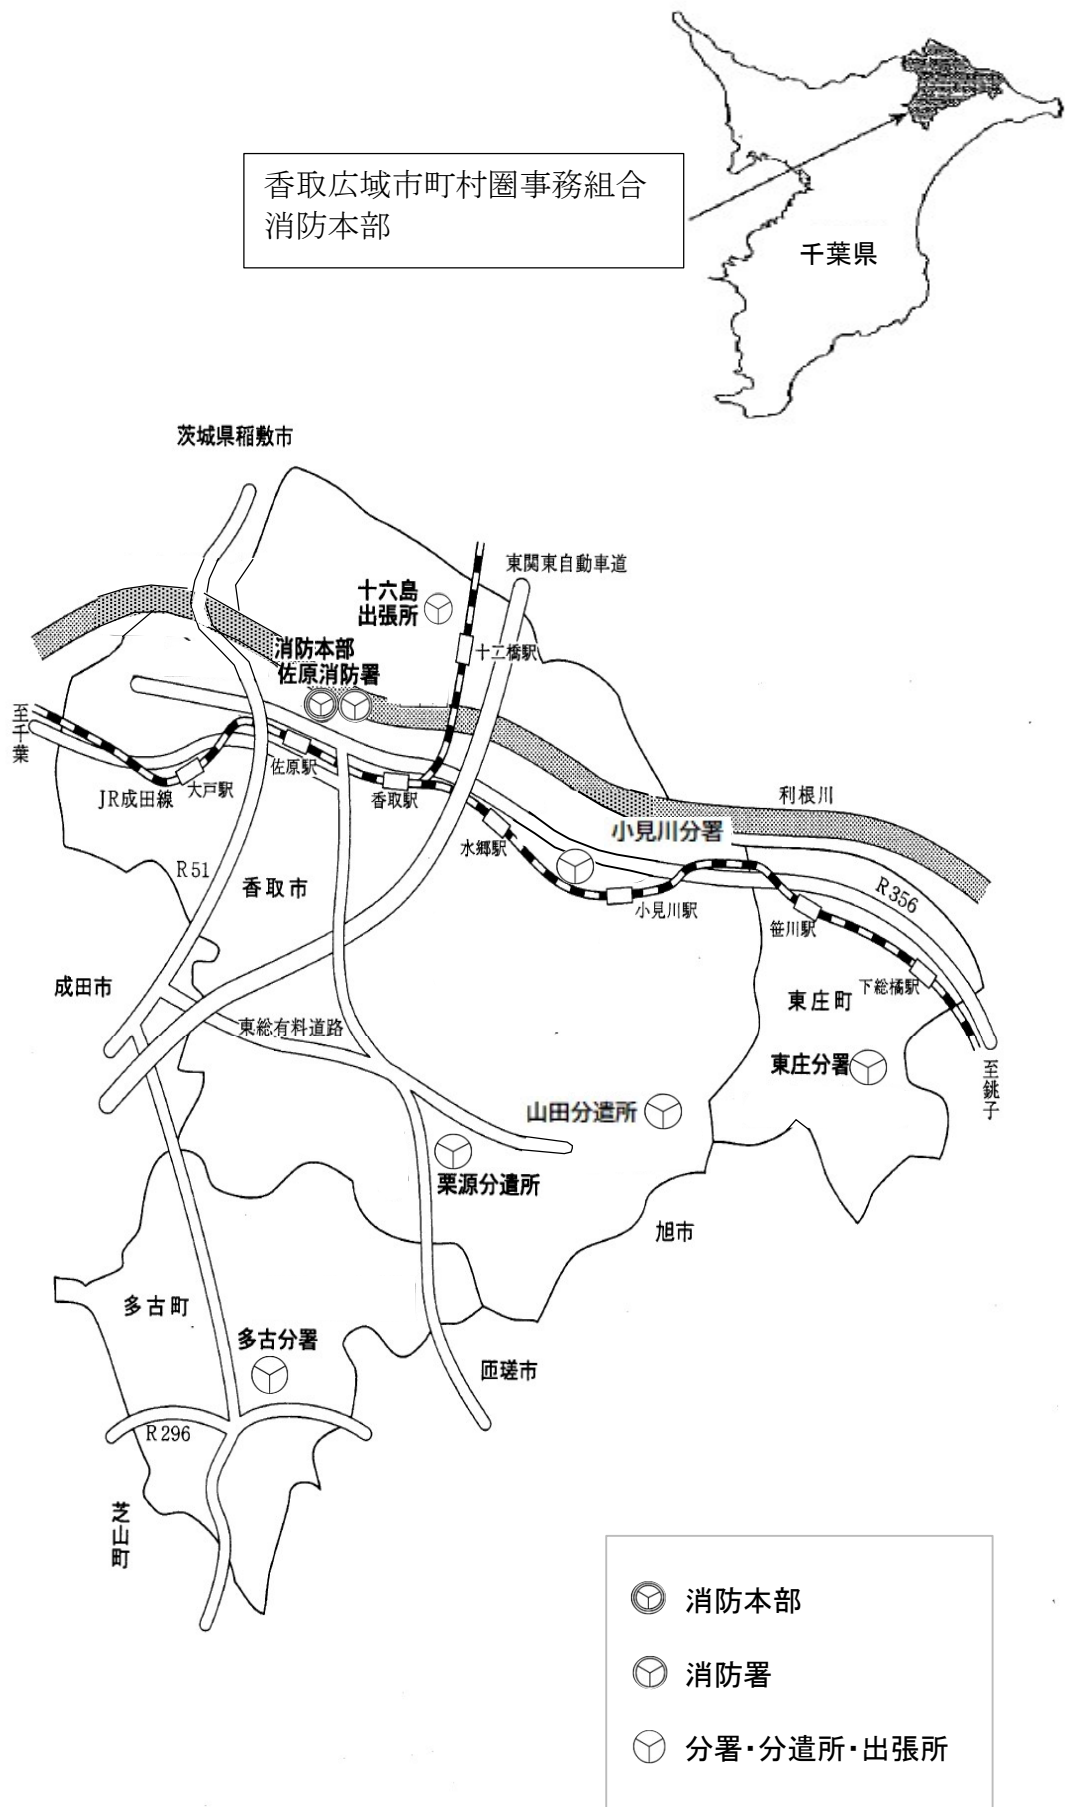 香取広域市町村圏事務組合
消防本部
千葉県
茨城県稲敷市
東関東自動車道
十六島
出張所
十二橋駅
消防本部
佐原消防署
至千葉
佐原駅
大戸駅
JR成田線
香取駅
利根川
小見川分署
水郷駅
R51
香取市
小見川駅
R356
笹川駅
成田市
下総橘駅
東庄町
東総有料道路
東庄分署
至銚子
山田分遣所
栗源分遣所
旭市
多古町
多古分署
匝瑳市
R296
芝山町
消防本部
消防署
分署・分遣所・出張所